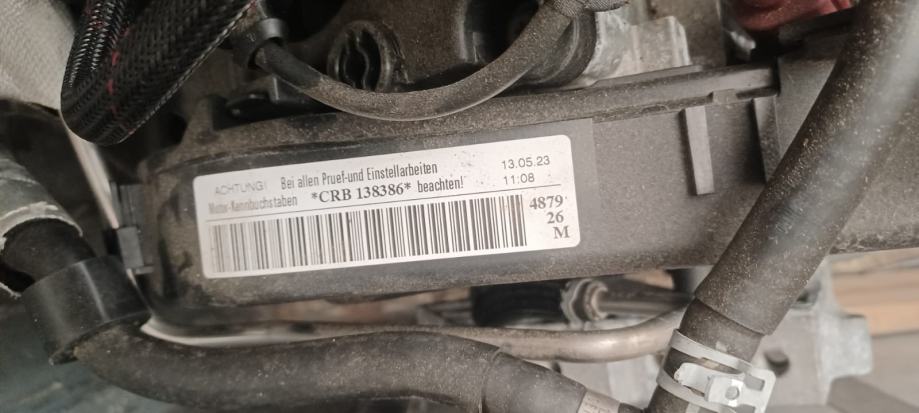 ACHTUNG! Bei allen Pruef-und Einstellarbeiten 13.05.23
Motor-Kennbuchstaben *CRB 138386* beachten! 11:08
4879
26
M